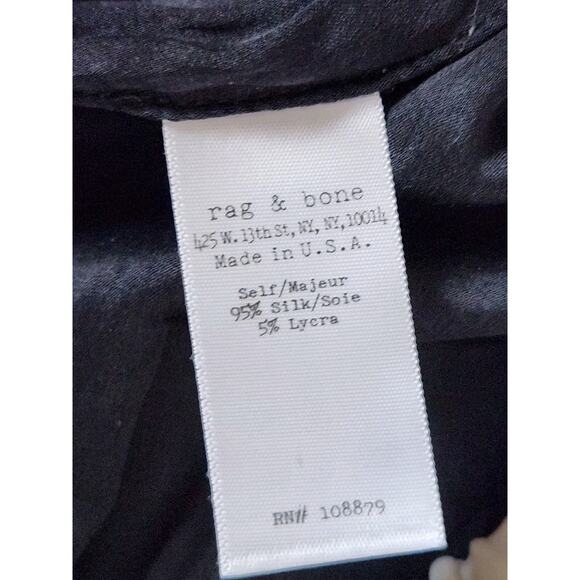 rag & bone
425 W. 13th St, NY, NY, 10014
Made in U.S.A.
Self/Majeur
95% Silk/Soie
5% Lycra
RN# 108879